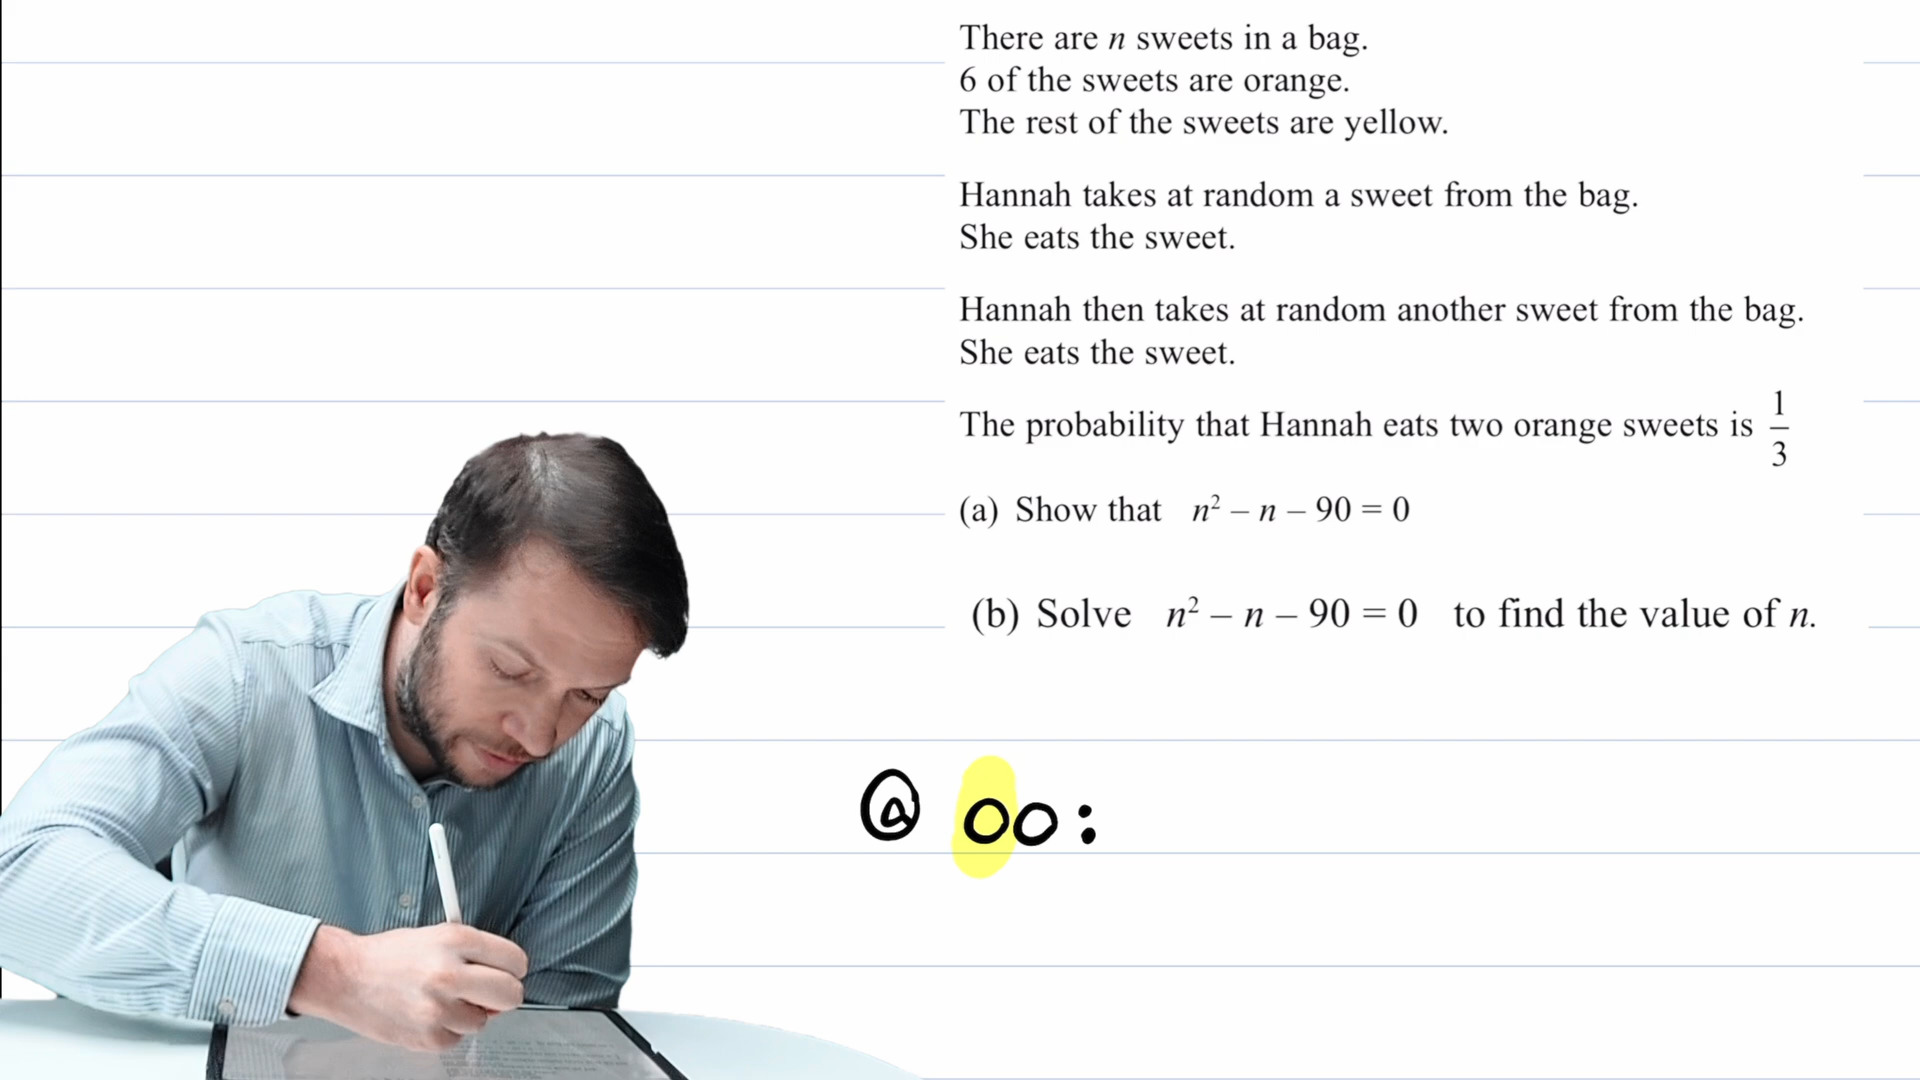 There are n sweets in a bag.
6 of the sweets are orange.
The rest of the sweets are yellow.
Hannah takes at random a sweet from the bag.
She eats the sweet.
Hannah then takes at random another sweet from the bag.
She eats the sweet.
The probability that Hannah eats two orange sweets is 1/3
(a) Show that n² – n – 90 = 0
(b) Solve n² – n – 90 = 0 to find the value of n.
ⓐ OO: